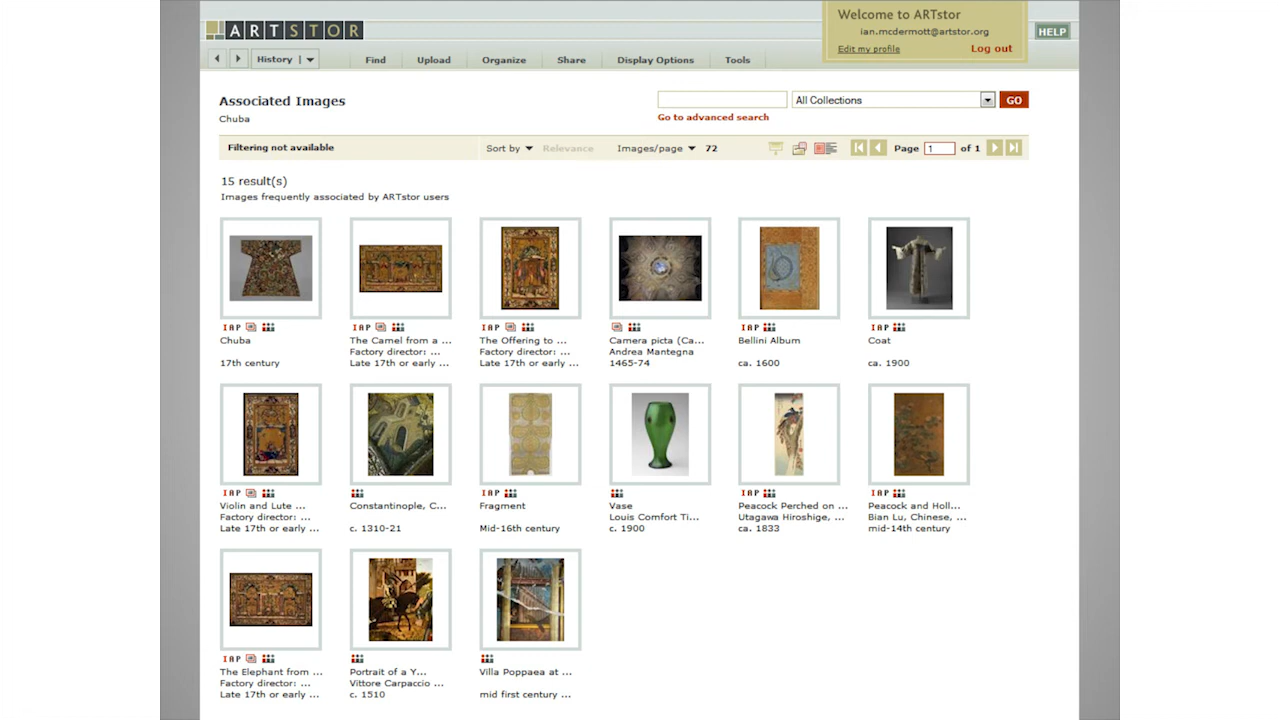 Welcome to ARTstor
ARTSTOR
ian.mcdermott@artstor.org
HELP
Edit my profile
Log out
History
Find
Upload
Organize
Share
Display Options
Tools
Associated Images
All Collections
GO
Chuba
Go to advanced search
Filtering not available
Sort by
Relevance
Images/page
72
Page
1
of 1
15 result(s)
Images frequently associated by ARTstor users
IAP
Chuba
17th century
IAP
The Camel from a ...
Factory director: ...
Late 17th or early ...
IAP
The Offering to ...
Factory director: ...
Late 17th or early ...
Camera picta (Ca...
Andrea Mantegna
1465-74
IAP
Bellini Album
ca. 1600
IAP
Coat
ca. 1900
IAP
Violin and Lute ...
Factory director: ...
Late 17th or early ...
Constantinople, C...
c. 1310-21
IAP
Fragment
Mid-16th century
Vase
Louis Comfort Ti...
c. 1900
IAP
Peacock Perched on ...
Utagawa Hiroshige, ...
ca. 1833
IAP
Peacock and Holl...
Bian Lu, Chinese, ...
mid-14th century
IAP
The Elephant from ...
Factory director: ...
Late 17th or early ...
Portrait of a Y...
Vittore Carpaccio ...
c. 1510
Villa Poppaea at ...
mid first century ...